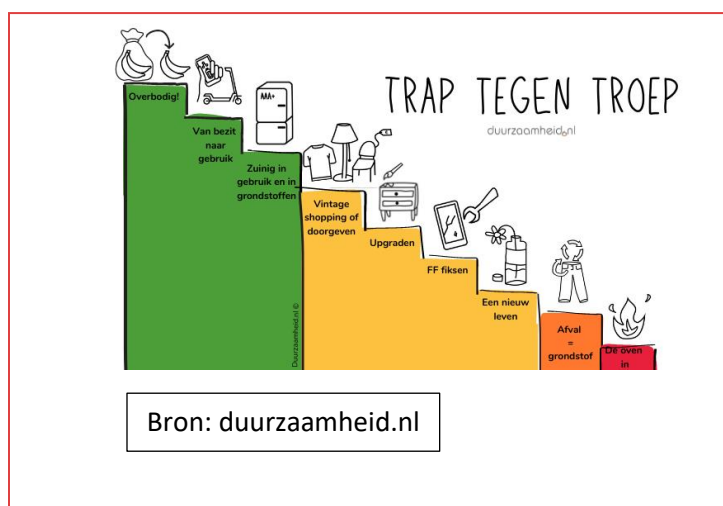 TRAP TEGEN TROEP
duurzaamheid.nl
Overbodig!
Van bezit
naar
gebruik
AAA+
Zuinig in
gebruik en in
grondstoffen
Vintage
shopping of
doorgeven
Upgraden
FF fiksen
Een nieuw
leven
Afval
=
grondstof
De oven
in
Duurzaamheid.nl ©
Bron: duurzaamheid.nl